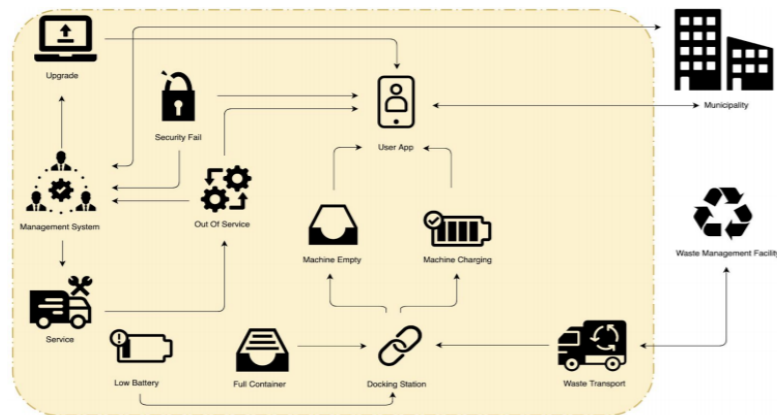 Upgrade
Municipality
Security Fail
User App
Management System
Out Of Service
Machine Empty
Machine Charging
Waste Management Facility
Service
Low Battery
Full Container
Docking Station
Waste Transport